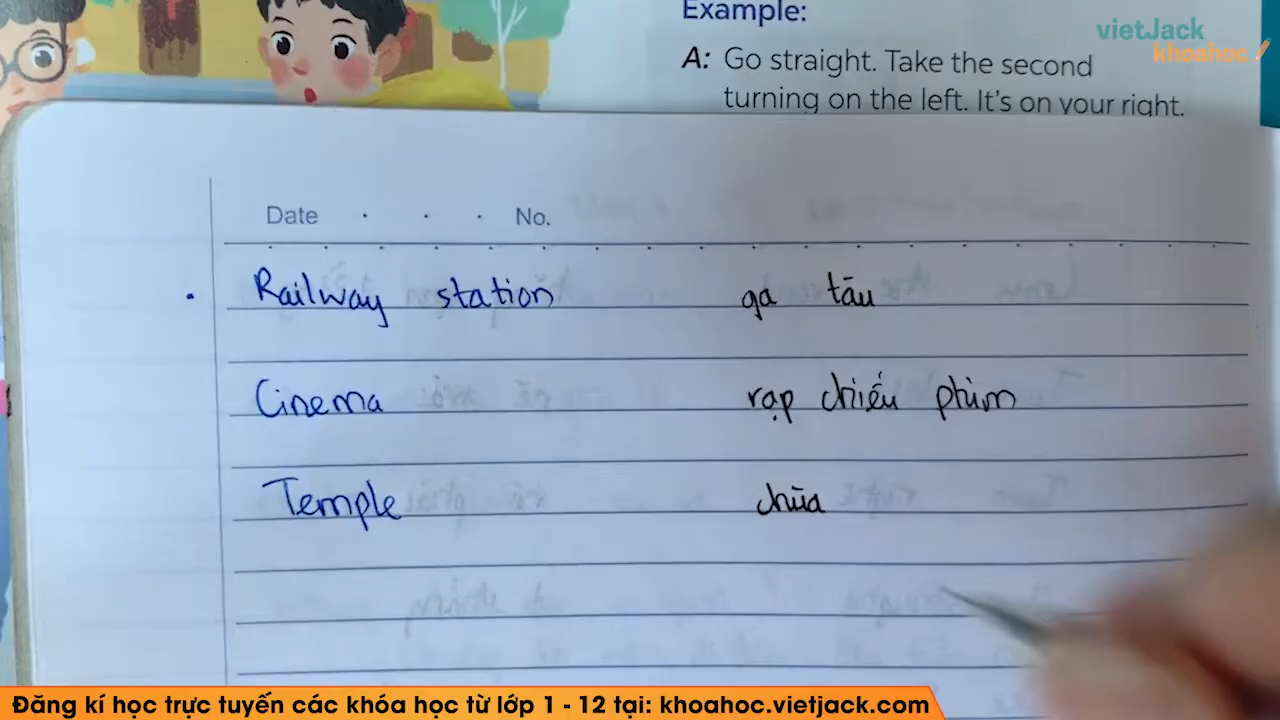 Example:
vietJack
khoahoc
A: Go straight. Take the second
turning on the left. It's on your right.
Date . . . No.
Railway station ga tàu
Cinema rạp chiếu phim
Temple chùa
Đăng kí học trực tuyến các khóa học từ lớp 1 - 12 tại: khoahoc.vietjack.com